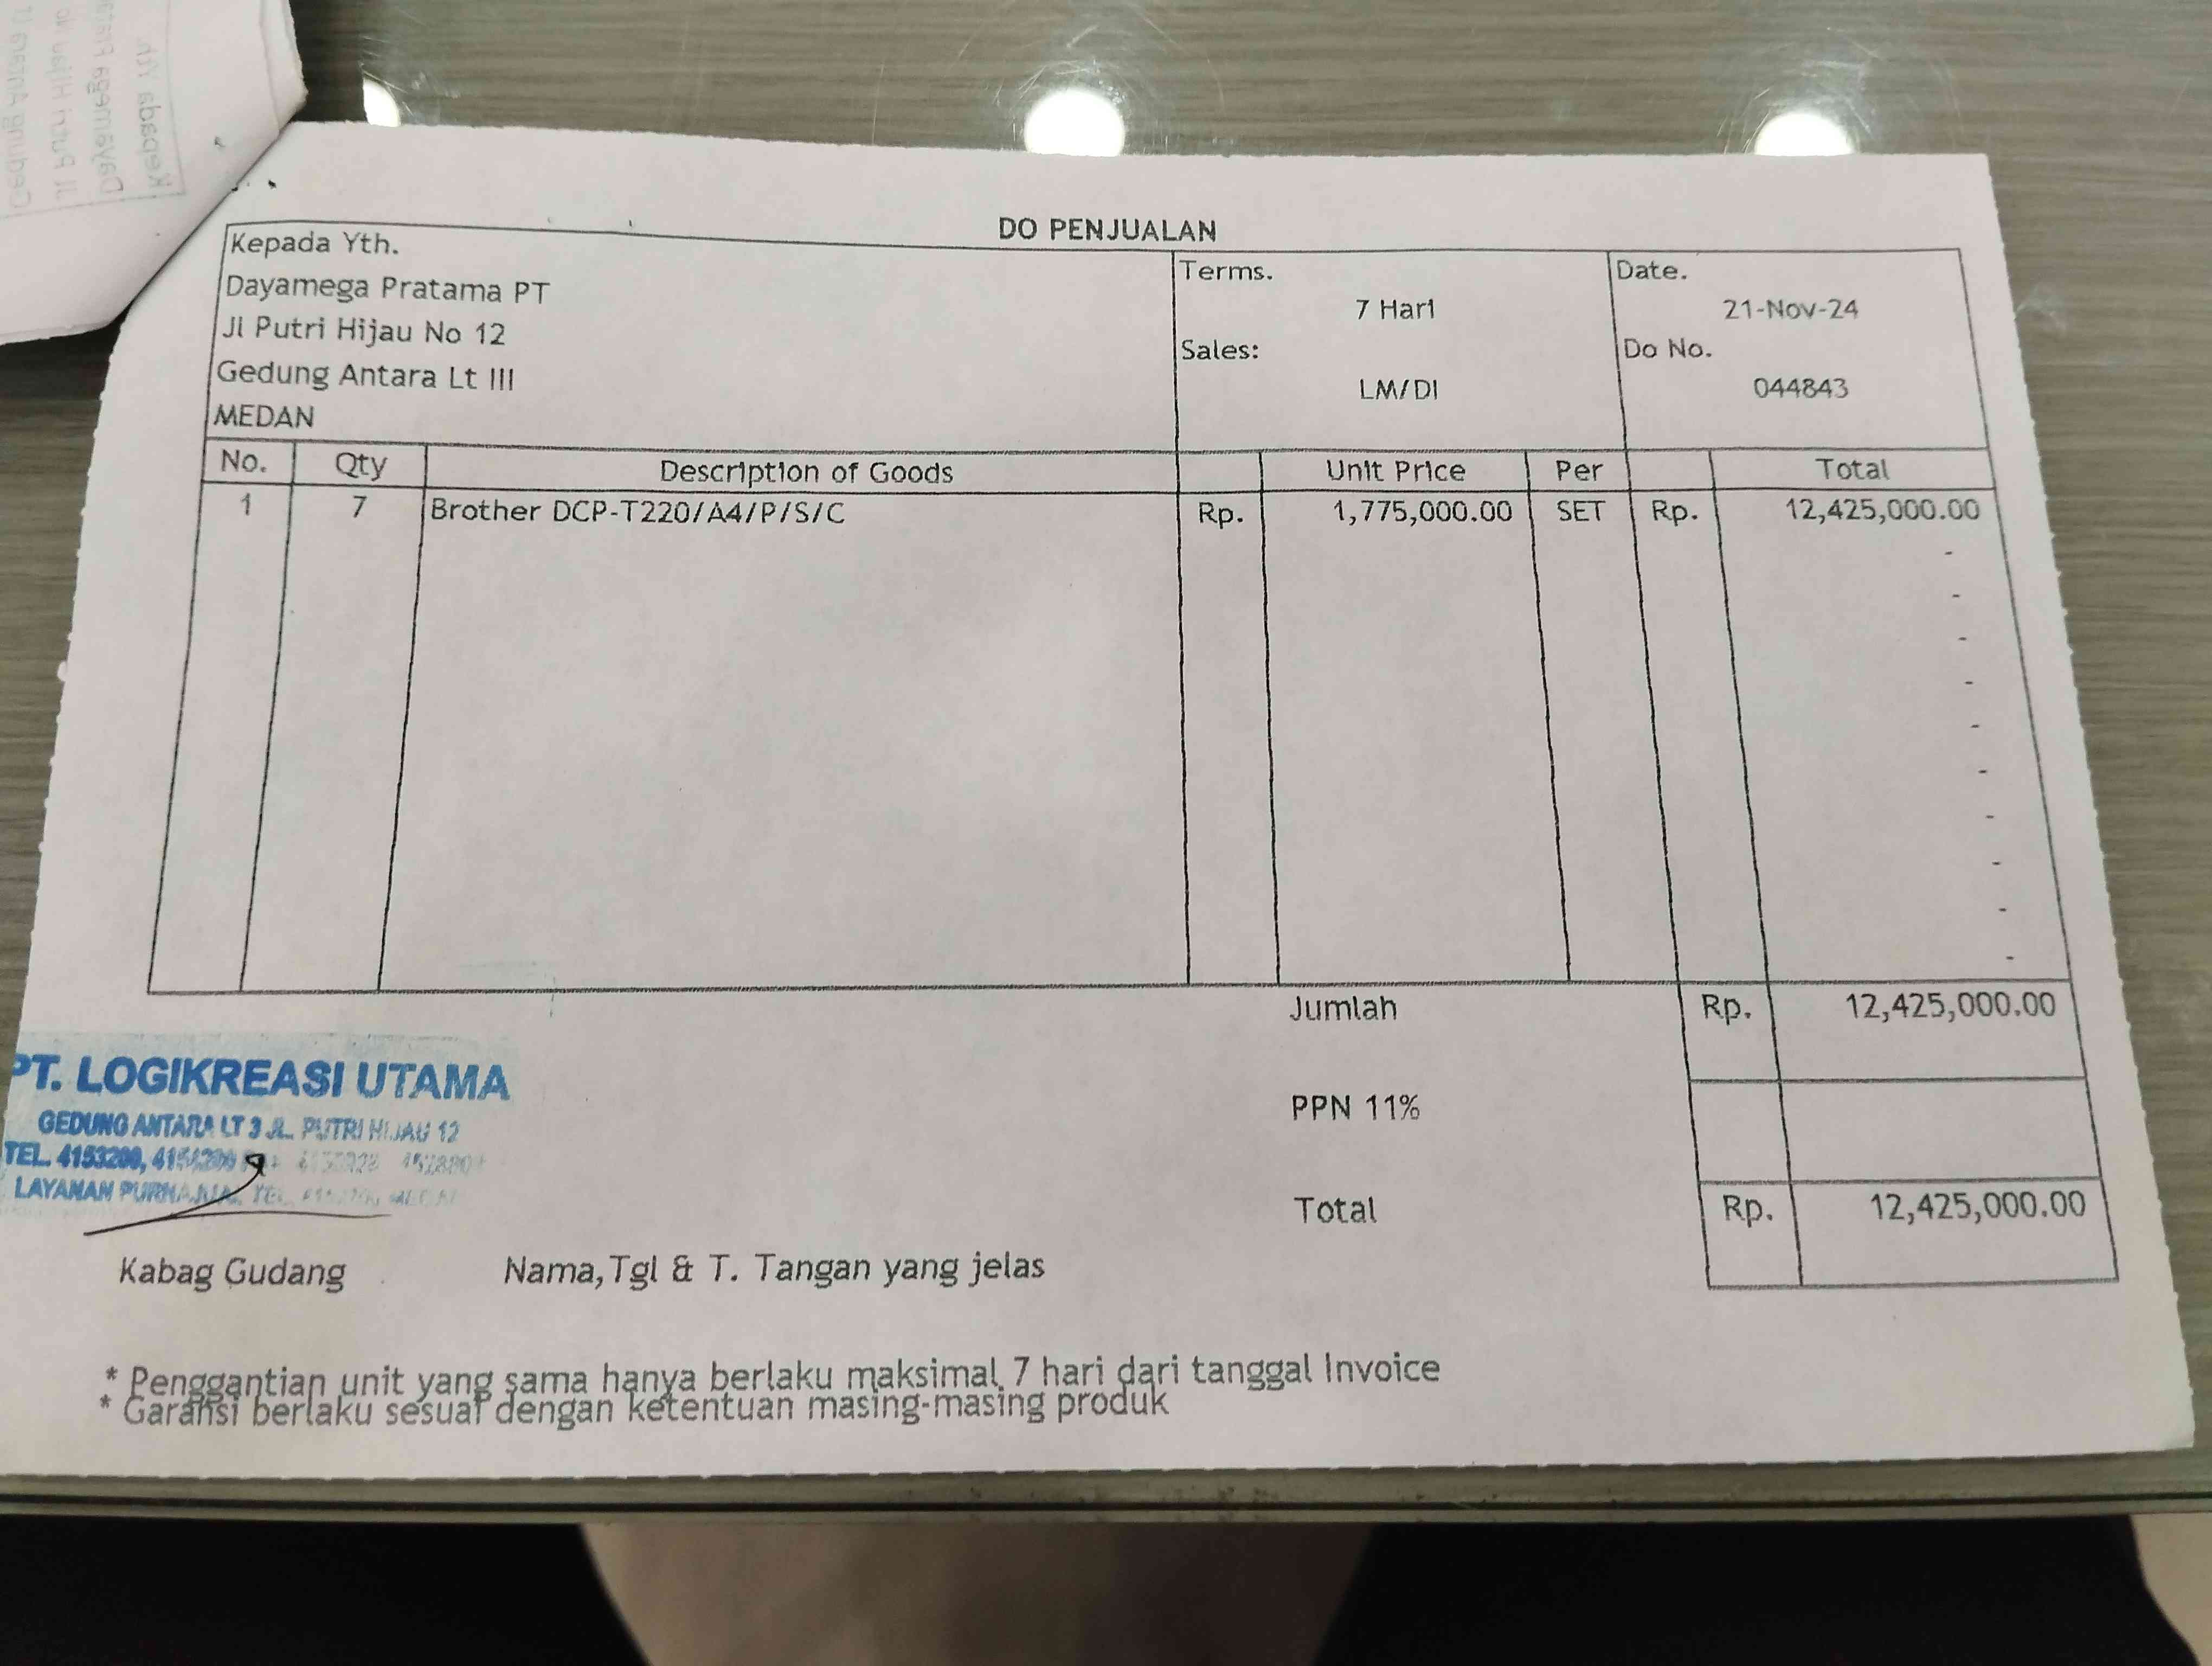 DO PENJUALAN
Kepada Yth.
Dayamega Pratama PT
Jl Putri Hijau No 12
Gedung Antara Lt III
MEDAN
Terms.
7 Hari
Sales:
LM/DI
Date.
21-Nov-24
Do No.
044843
No. Qty Description of Goods Unit Price Per Total
1 7 Brother DCP-T220/A4/P/S/C Rp. 1,775,000.00 SET Rp. 12,425,000.00
-
-
-
-
-
-
-
-
-
-
Jumlah Rp. 12,425,000.00
PPN 11%
Total Rp. 12,425,000.00
PT. LOGIKREASI UTAMA
GEDUNG ANTARA LT 3 JL. PUTRI HIJAU 12
TEL. 4153200,
LAYANAN PURNA JUAL TEL.
Kabag Gudang Nama,Tgl & T. Tangan yang jelas
* Penggantian unit yang sama hanya berlaku maksimal 7 hari dari tanggal Invoice
* Garansi berlaku sesuai dengan ketentuan masing-masing produk